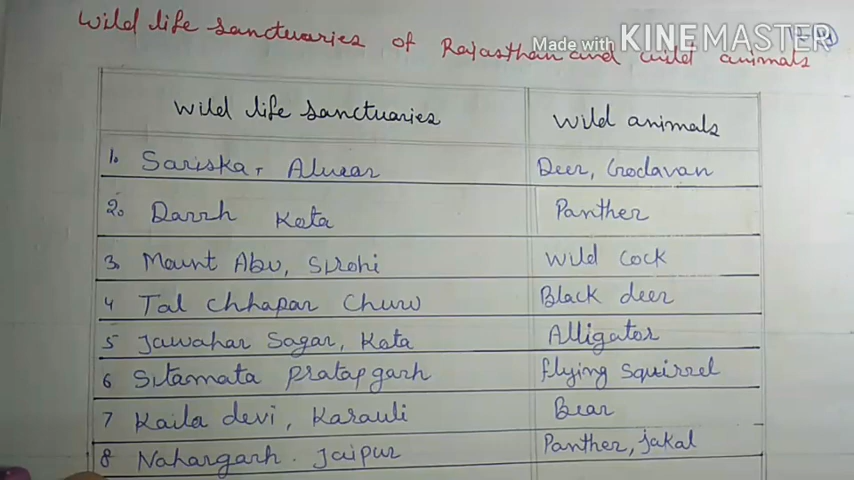 Wild life sanctuaries of Rajasthan and wild animals
Made with KINEMASTER
Wild life sanctuaries Wild animals
1. Sariska, Alwar Deer, Godavan
2. Darrh Kota Panther
3. Mount Abu, Sirohi Wild cock
4 Tal chhapar Churu Black deer
5 Jawahar Sagar, Kota Alligator
6 Sitamata Pratapgarh flying squirrel
7 Kaila devi, Karauli Bear
8 Nahargarh. Jaipur Panther, jakal